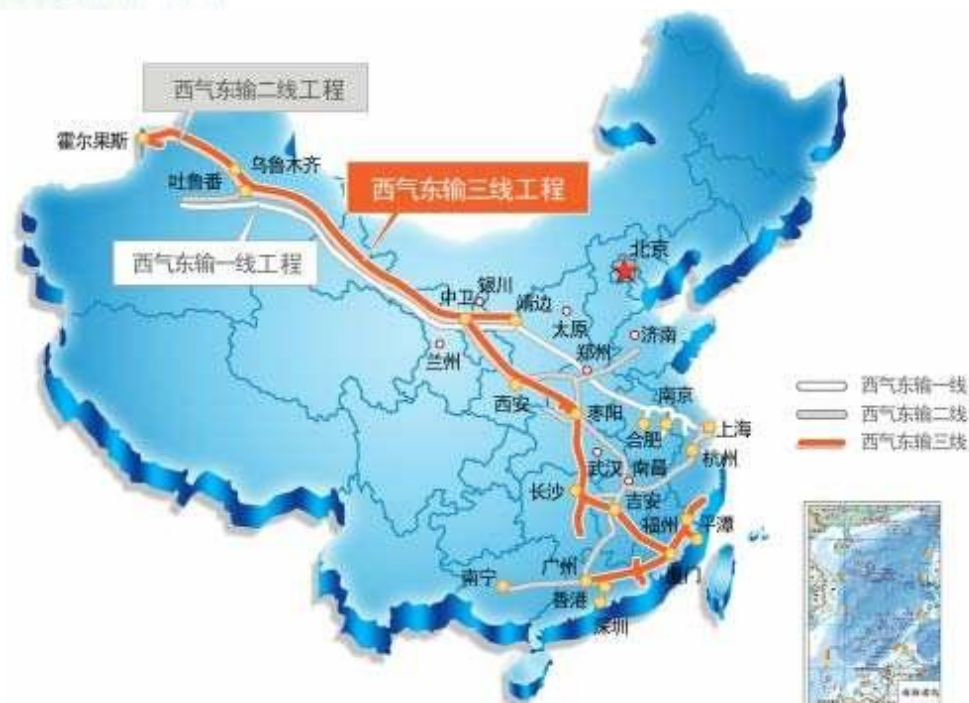 西气东输二线工程
霍尔果斯
乌鲁木齐
吐鲁番
西气东输三线工程
西气东输一线工程
北京
银川
中卫
靖边
太原
济南
兰州
郑州
西安
南京
枣阳
合肥
上海
杭州
武汉
南昌
长沙
吉安
福州
平潭
厦门
广州
南宁
香港
深圳
西气东输一线
西气东输二线
西气东输三线
南海诸岛